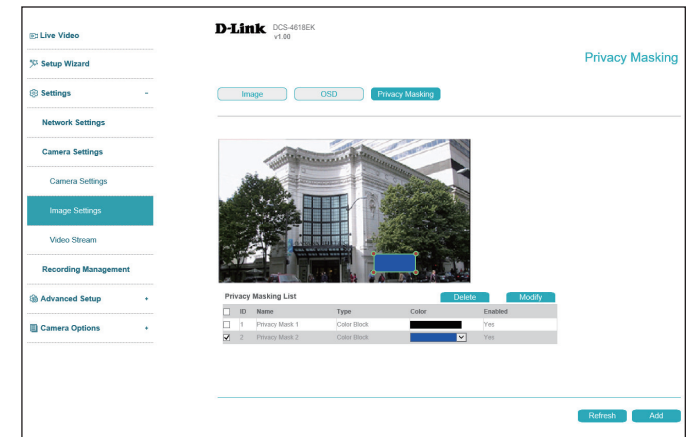 Live Video
Setup Wizard
Settings -
Network Settings
Camera Settings
Camera Settings
Image Settings
Video Stream
Recording Management
Advanced Setup +
Camera Options +
D-Link DCS-4618EK
v1.00
Privacy Masking
Image OSD Privacy Masking
Privacy Masking List Delete Modify
ID Name Type Color Enabled
1 Privacy Mask 1 Color Block Yes
2 Privacy Mask 2 Color Block Yes
Refresh Add